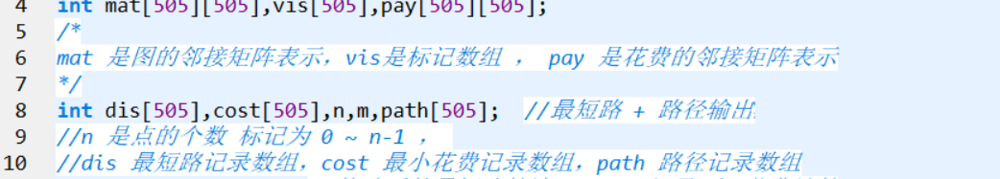 4 int mat[505][505],vis[505],pay[505][505];
5 /*
6 mat 是图的邻接矩阵表示，vis是标记数组 ， pay 是花费的邻接矩阵表示
7 */
8 int dis[505],cost[505],n,m,path[505]; //最短路 + 路径输出
9 //n 是点的个数 标记为 0 ~ n-1 ，
10 //dis 最短路记录数组，cost 最小花费记录数组，path 路径记录数组